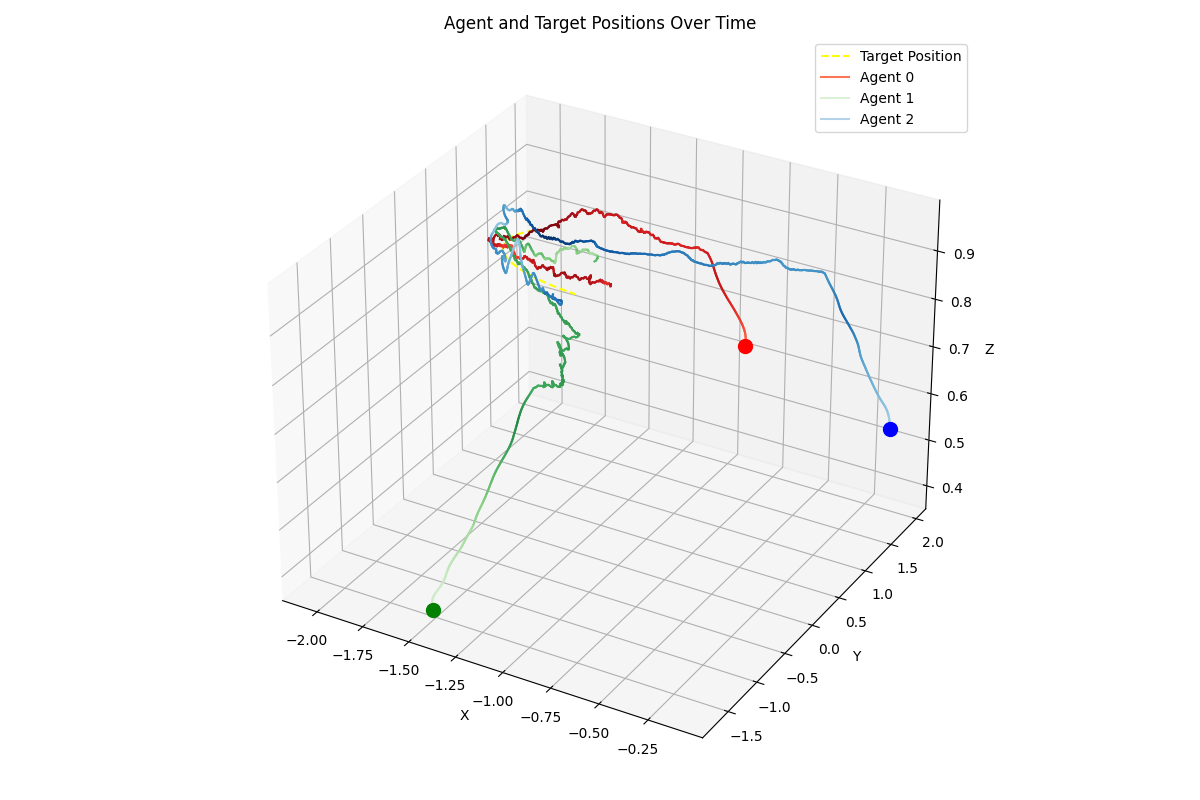 Agent and Target Positions Over Time
Target Position
Agent 0
Agent 1
Agent 2
0.9
0.8
0.7
0.6
0.5
0.4
Z
2.0
1.5
1.0
0.5
0.0
−0.5
−1.0
−1.5
Y
−2.00
−1.75
−1.50
−1.25
−1.00
−0.75
−0.50
−0.25
X